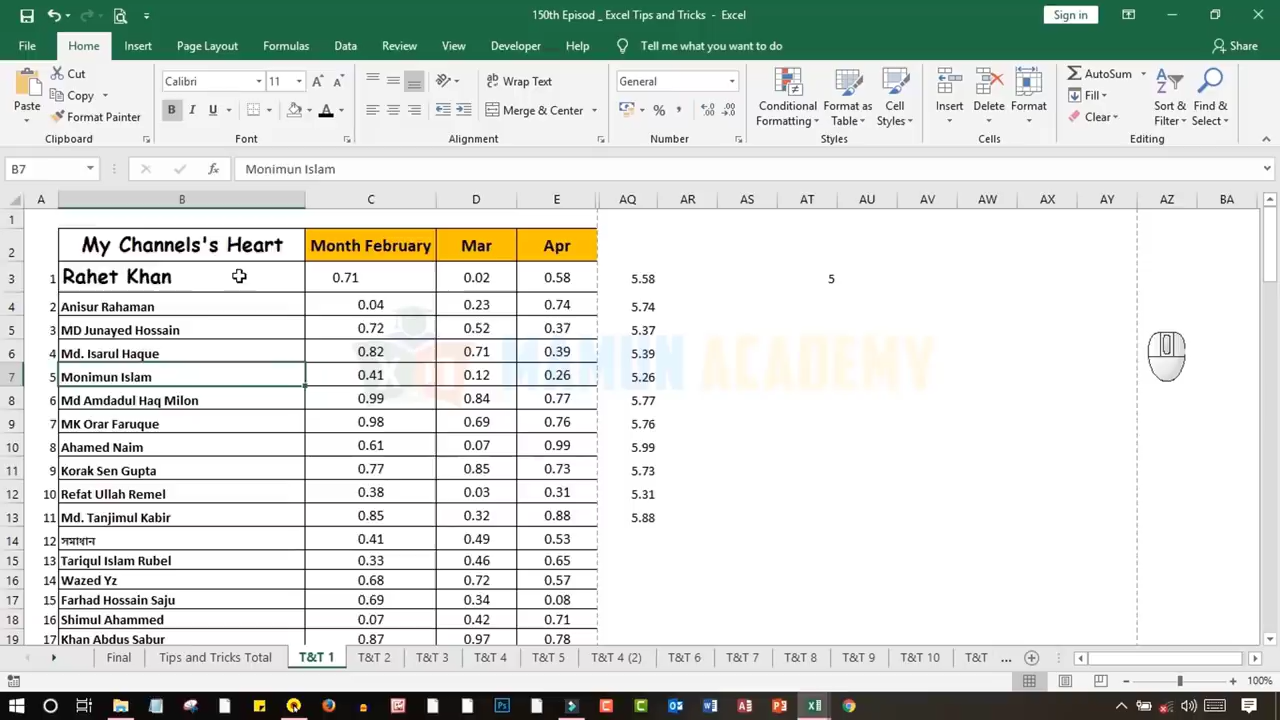 150th Episod _ Excel Tips and Tricks - Excel
Sign in
File Home Insert Page Layout Formulas Data Review View Developer Help Tell me what you want to do Share
Paste
Cut
Copy
Format Painter
Clipboard
Calibri 11
B I U
Font
Wrap Text
Merge & Center
Alignment
General
Number
Conditional Formatting
Format as Table
Cell Styles
Styles
Insert
Delete
Format
Cells
AutoSum
Fill
Clear
Sort & Filter
Find & Select
Editing
B7 fx Monimun Islam
A B C D E AQ AR AS AT AU AV AW AX AY AZ BA
1
2 My Channels's Heart Month February Mar Apr
3 1 Rahet Khan 0.71 0.02 0.58 5.58 5
4 2 Anisur Rahaman 0.04 0.23 0.74 5.74
5 3 MD Junayed Hossain 0.72 0.52 0.37 5.37
6 4 Md. Isarul Haque 0.82 0.71 0.39 5.39
7 5 Monimun Islam 0.41 0.12 0.26 5.26
8 6 Md Amdadul Haq Milon 0.99 0.84 0.77 5.77
9 7 MK Orar Faruque 0.98 0.69 0.76 5.76
10 8 Ahamed Naim 0.61 0.07 0.99 5.99
11 9 Korak Sen Gupta 0.77 0.85 0.73 5.73
12 10 Refat Ullah Remel 0.38 0.03 0.31 5.31
13 11 Md. Tanjimul Kabir 0.85 0.32 0.88 5.88
14 12 সমাধান 0.41 0.49 0.53
15 13 Tariqul Islam Rubel 0.33 0.46 0.65
16 14 Wazed Yz 0.68 0.72 0.57
17 15 Farhad Hossain Saju 0.69 0.34 0.08
18 16 Shimul Ahammed 0.07 0.42 0.71
19 17 Khan Abdus Sabur 0.87 0.97 0.78
MAMUN ACADEMY
Final Tips and Tricks Total T&T 1 T&T 2 T&T 3 T&T 4 T&T 5 T&T 4 (2) T&T 6 T&T 7 T&T 8 T&T 9 T&T 10 T&T ...
100%